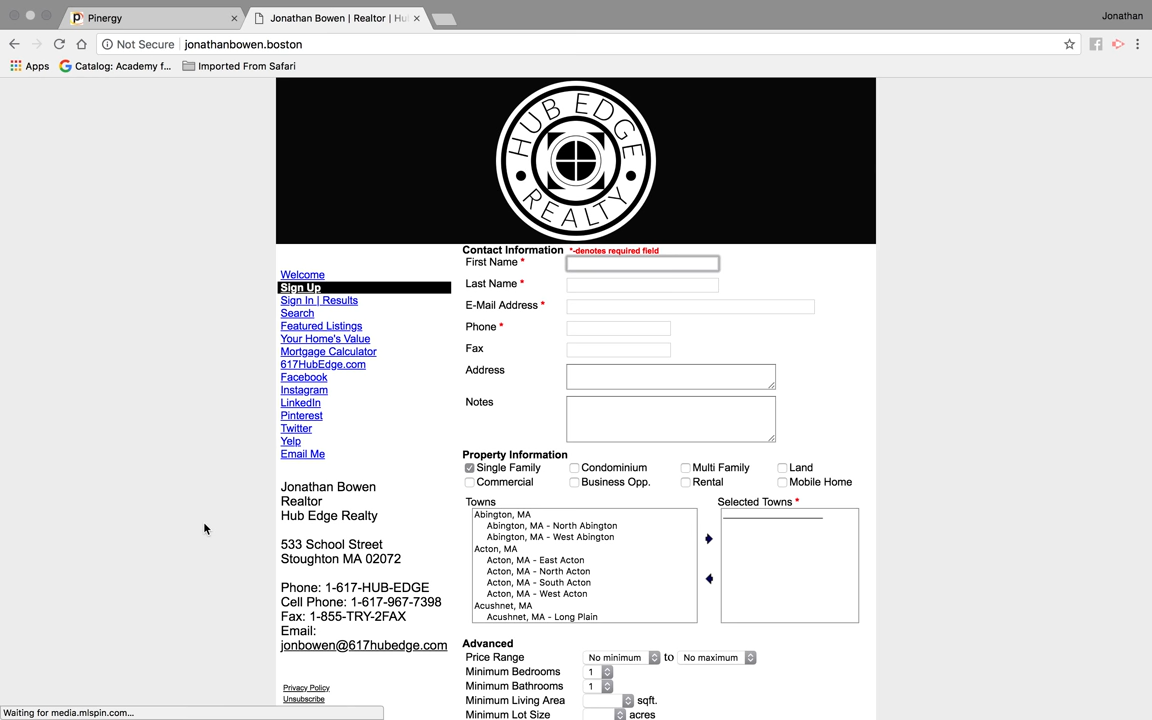 Pinergy
Jonathan Bowen | Realtor | Hu
Jonathan
Not Secure
jonathanbowen.boston
Apps
Catalog: Academy f...
Imported From Safari
HUB EDGE
REALTY
Contact Information *-denotes required field
First Name *
Last Name *
E-Mail Address *
Phone *
Fax
Address
Notes
Welcome
Sign Up
Sign In | Results
Search
Featured Listings
Your Home's Value
Mortgage Calculator
617HubEdge.com
Facebook
Instagram
LinkedIn
Pinterest
Twitter
Yelp
Email Me
Jonathan Bowen
Realtor
Hub Edge Realty
533 School Street
Stoughton MA 02072
Phone: 1-617-HUB-EDGE
Cell Phone: 1-617-967-7398
Fax: 1-855-TRY-2FAX
Email:
jonbowen@617hubedge.com
Privacy Policy
Unsubscribe
Property Information
Single Family Condominium Multi Family Land
Commercial Business Opp. Rental Mobile Home
Towns Selected Towns *
Abington, MA
Abington, MA - North Abington
Abington, MA - West Abington
Acton, MA
Acton, MA - East Acton
Acton, MA - North Acton
Acton, MA - South Acton
Acton, MA - West Acton
Acushnet, MA
Acushnet, MA - Long Plain
Advanced
Price Range No minimum to No maximum
Minimum Bedrooms 1
Minimum Bathrooms 1
Minimum Living Area sqft.
Minimum Lot Size acres
Waiting for media.mlspin.com...